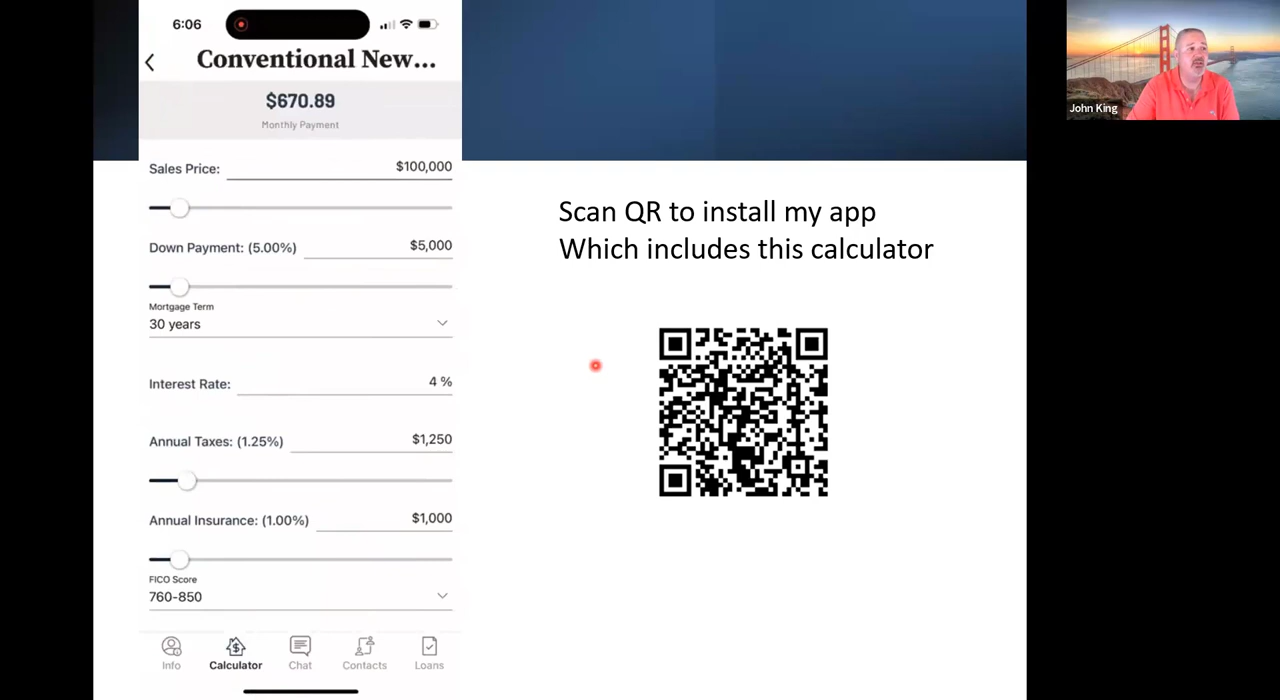 6:06
Conventional New...
$670.89
Monthly Payment
Sales Price: $100,000
Down Payment: (5.00%) $5,000
Mortgage Term
30 years
Interest Rate: 4 %
Annual Taxes: (1.25%) $1,250
Annual Insurance: (1.00%) $1,000
FICO Score
760-850
Info Calculator Chat Contacts Loans
Scan QR to install my app
Which includes this calculator
John King